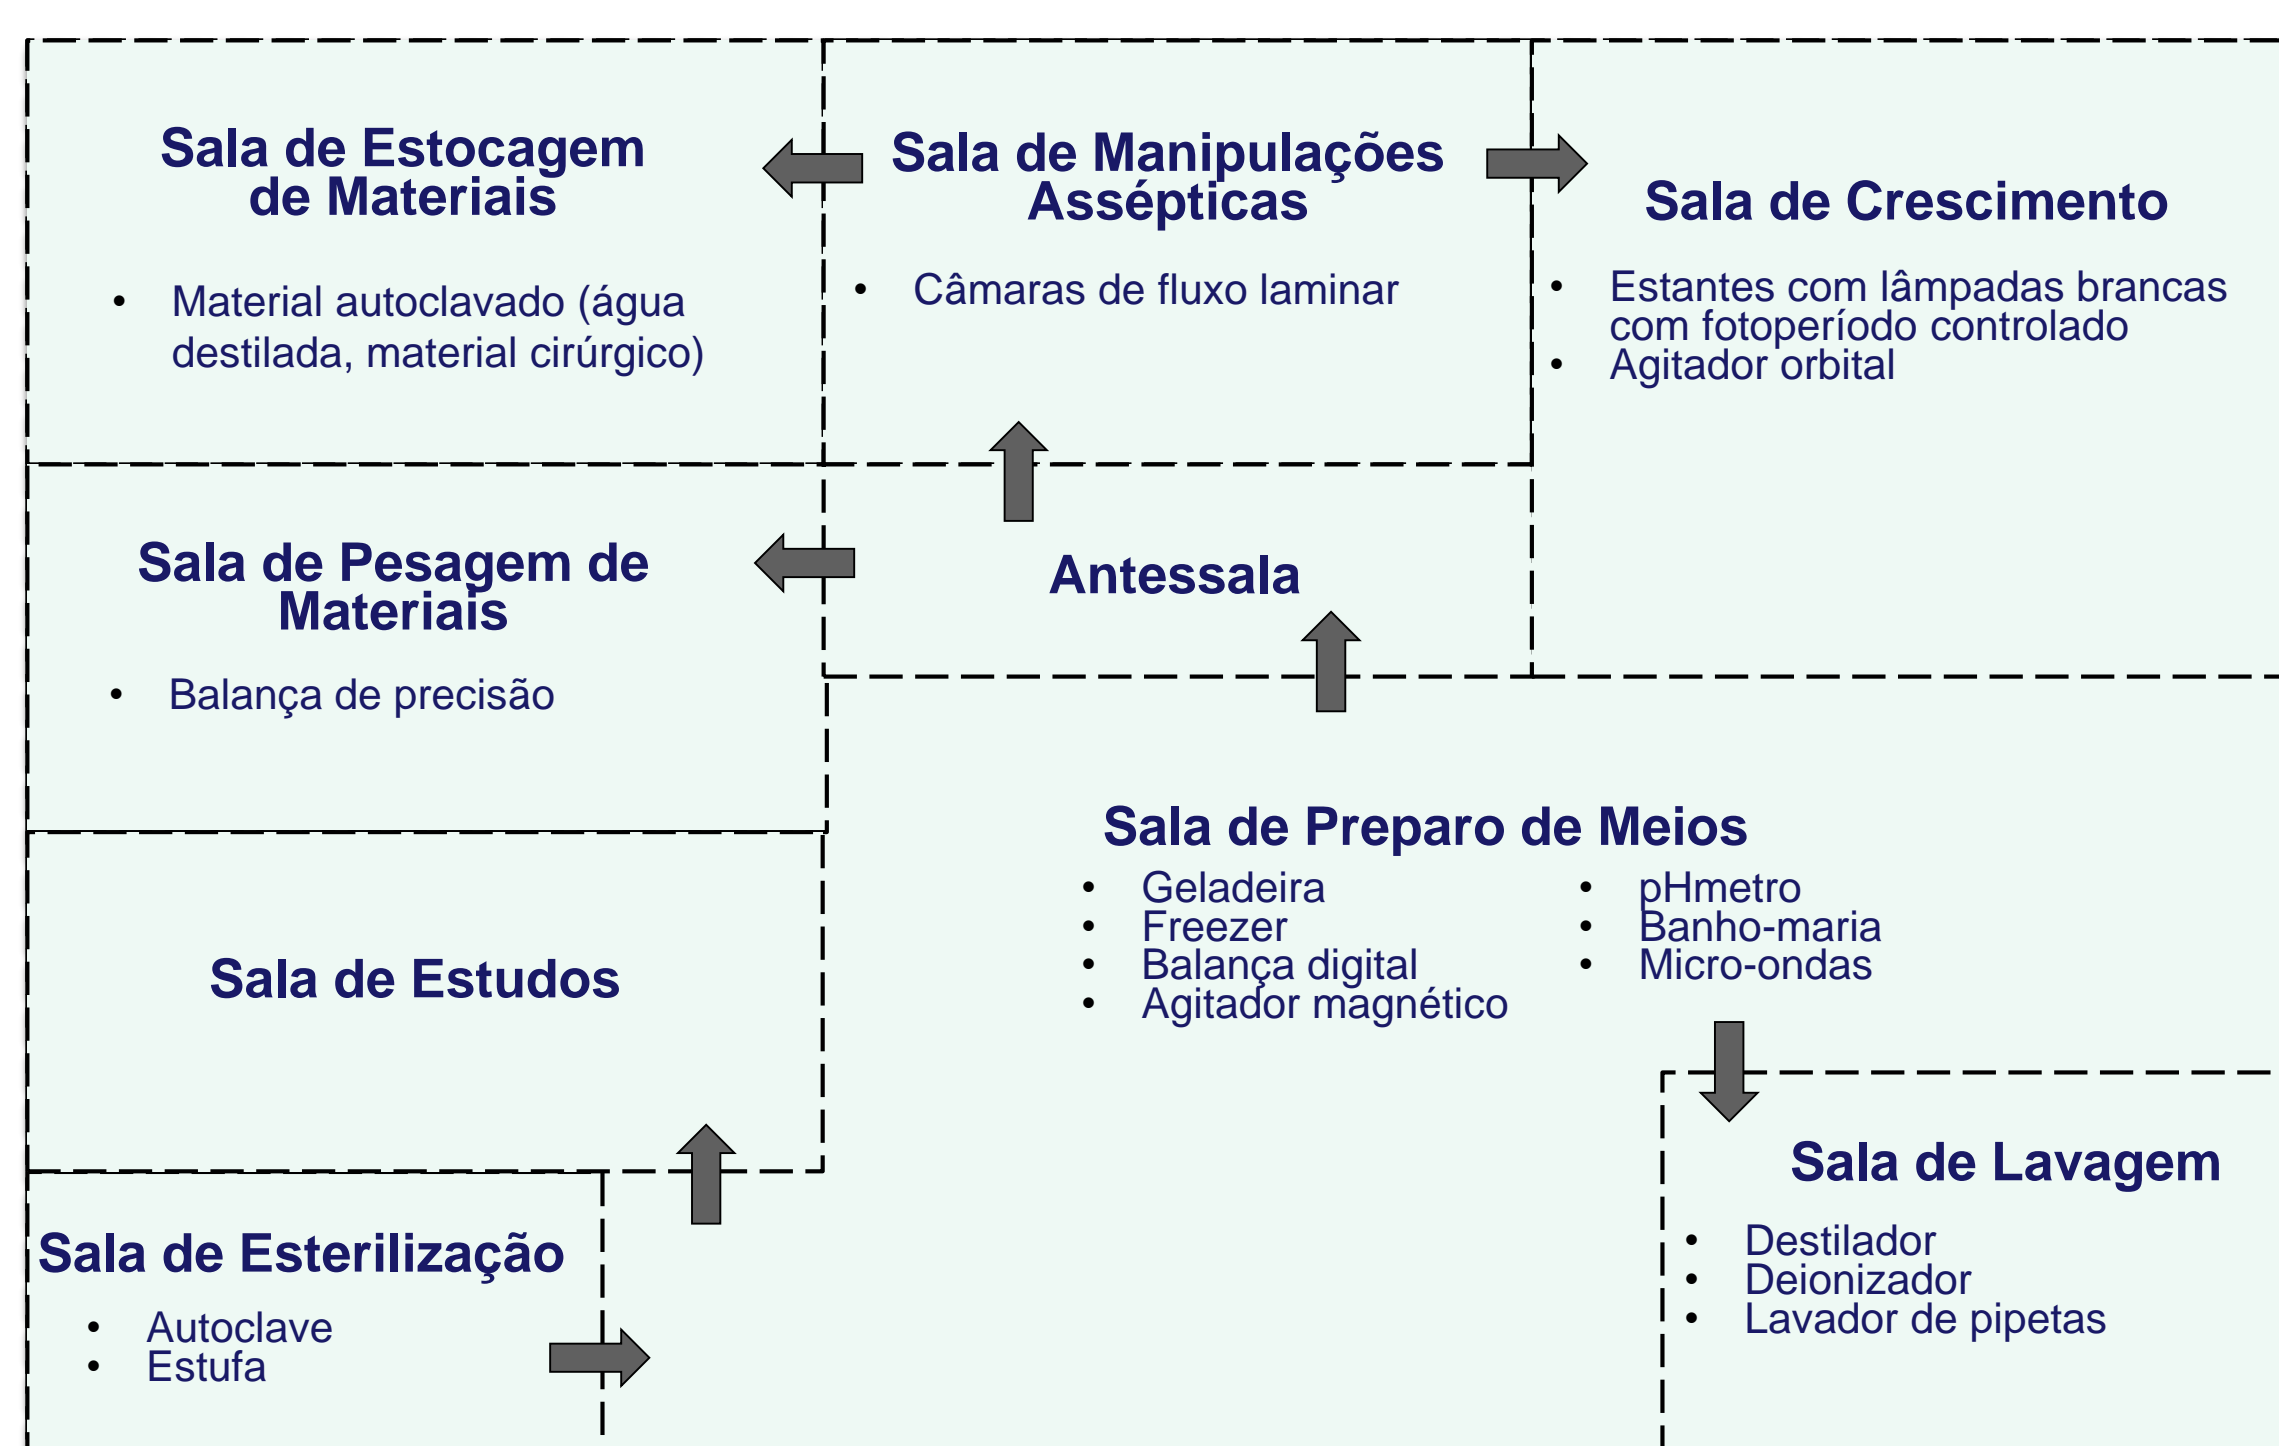 Sala de Estocagem
de Materiais
• Material autoclavado (água
destilada, material cirúrgico)
Sala de Manipulações
Assépticas
• Câmaras de fluxo laminar
Sala de Crescimento
• Estantes com lâmpadas brancas
com fotoperíodo controlado
• Agitador orbital
Sala de Pesagem de
Materiais
• Balança de precisão
Antessala
Sala de Preparo de Meios
• Geladeira
• Freezer
• Balança digital
• Agitador magnético
• pHmetro
• Banho-maria
• Micro-ondas
Sala de Estudos
Sala de Esterilização
• Autoclave
• Estufa
Sala de Lavagem
• Destilador
• Deionizador
• Lavador de pipetas